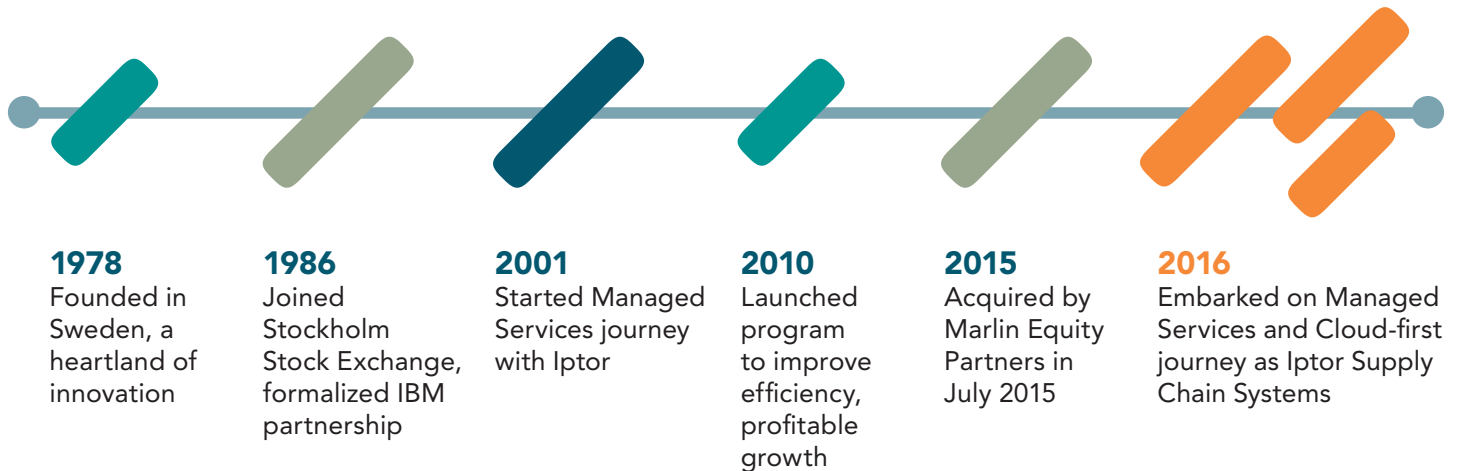 1978
Founded in
Sweden, a
heartland of
innovation
1986
Joined
Stockholm
Stock Exchange,
formalized IBM
partnership
2001
Started Managed
Services journey
with Iptor
2010
Launched
program
to improve
efficiency,
profitable
growth
2015
Acquired by
Marlin Equity
Partners in
July 2015
2016
Embarked on Managed
Services and Cloud-first
journey as Iptor Supply
Chain Systems